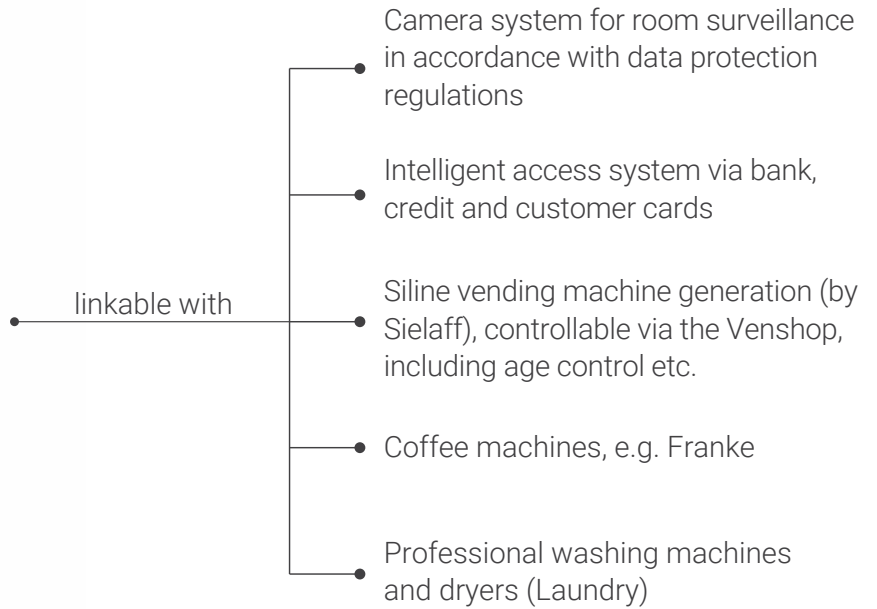 Camera system for room surveillance
in accordance with data protection
regulations
Intelligent access system via bank,
credit and customer cards
linkable with
Siline vending machine generation (by
Sielaff), controllable via the Venshop,
including age control etc.
Coffee machines, e.g. Franke
Professional washing machines
and dryers (Laundry)